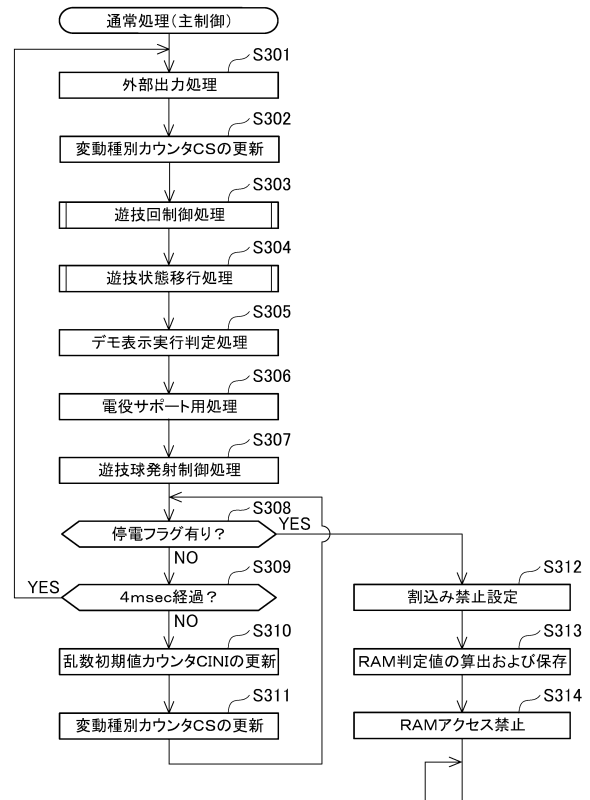 通常処理（主制御）
S301
外部出力処理
S302
変動種別カウンタCSの更新
S303
遊技回制御処理
S304
遊技状態移行処理
S305
デモ表示実行判定処理
S306
電役サポート用処理
S307
遊技球発射制御処理
S308
停電フラグ有り？
YES
NO
S309
4msec経過？
YES
NO
S310
乱数初期値カウンタCINIの更新
S311
変動種別カウンタCSの更新
S312
割込み禁止設定
S313
RAM判定値の算出および保存
S314
RAMアクセス禁止